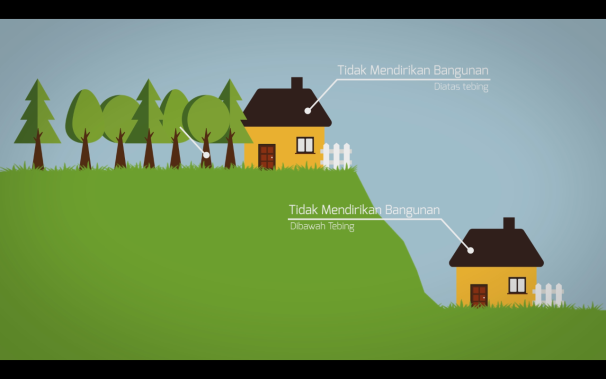 Tidak Mendirikan Bangunan
Diatas tebing
Tidak Mendirikan Bangunan
Dibawah Tebing